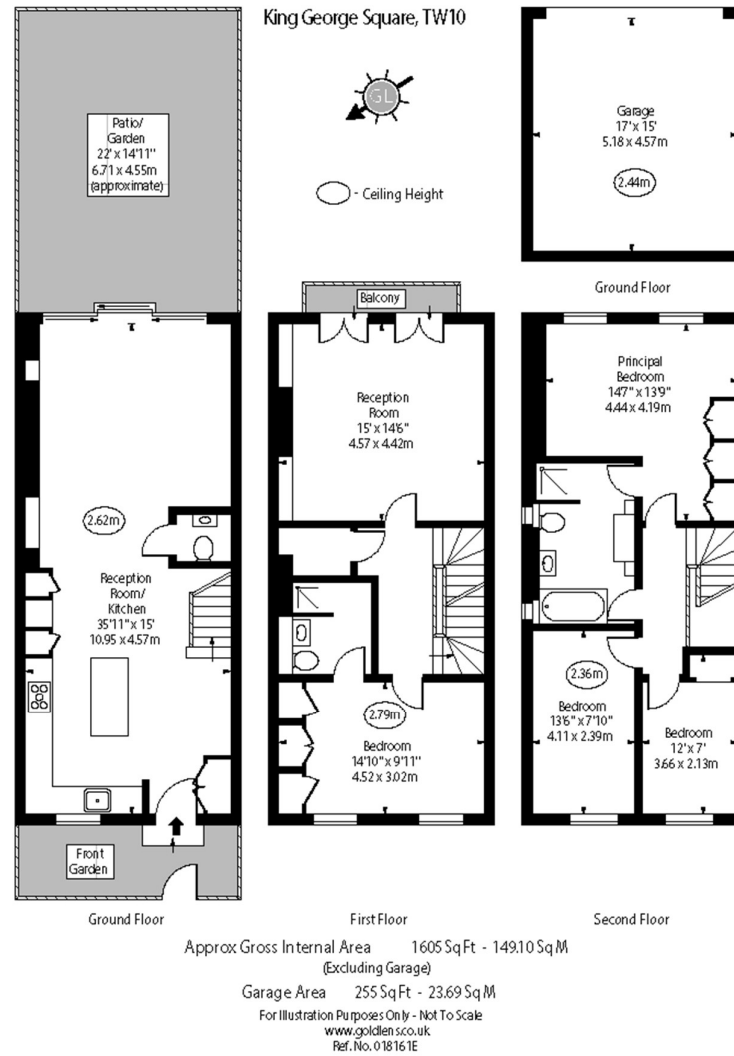 King George Square, TW10
GL
- Ceiling Height
Patio/
Garden
22' x 14'11"
6.71 x 4.55m
(approximate)
Garage
17' x 15'
5.18 x 4.57m
2.44m
Ground Floor
2.62m
Reception
Room/
Kitchen
35'11" x 15'
10.95 x 4.57m
Front
Garden
Ground Floor
Balcony
Reception
Room
15' x 14'6"
4.57 x 4.42m
2.79m
Bedroom
14'10" x 9'11"
4.52 x 3.02m
First Floor
Principal
Bedroom
14'7" x 13'9"
4.44 x 4.19m
2.36m
Bedroom
13'6" x 7'10"
4.11 x 2.39m
Bedroom
12' x 7'
3.66 x 2.13m
Second Floor
Approx Gross Internal Area 1605 Sq Ft - 149.10 Sq M
(Excluding Garage)
Garage Area 255 Sq Ft - 23.69 Sq M
For Illustration Purposes Only - Not To Scale
www.goldlens.co.uk
Ref. No. 018161E